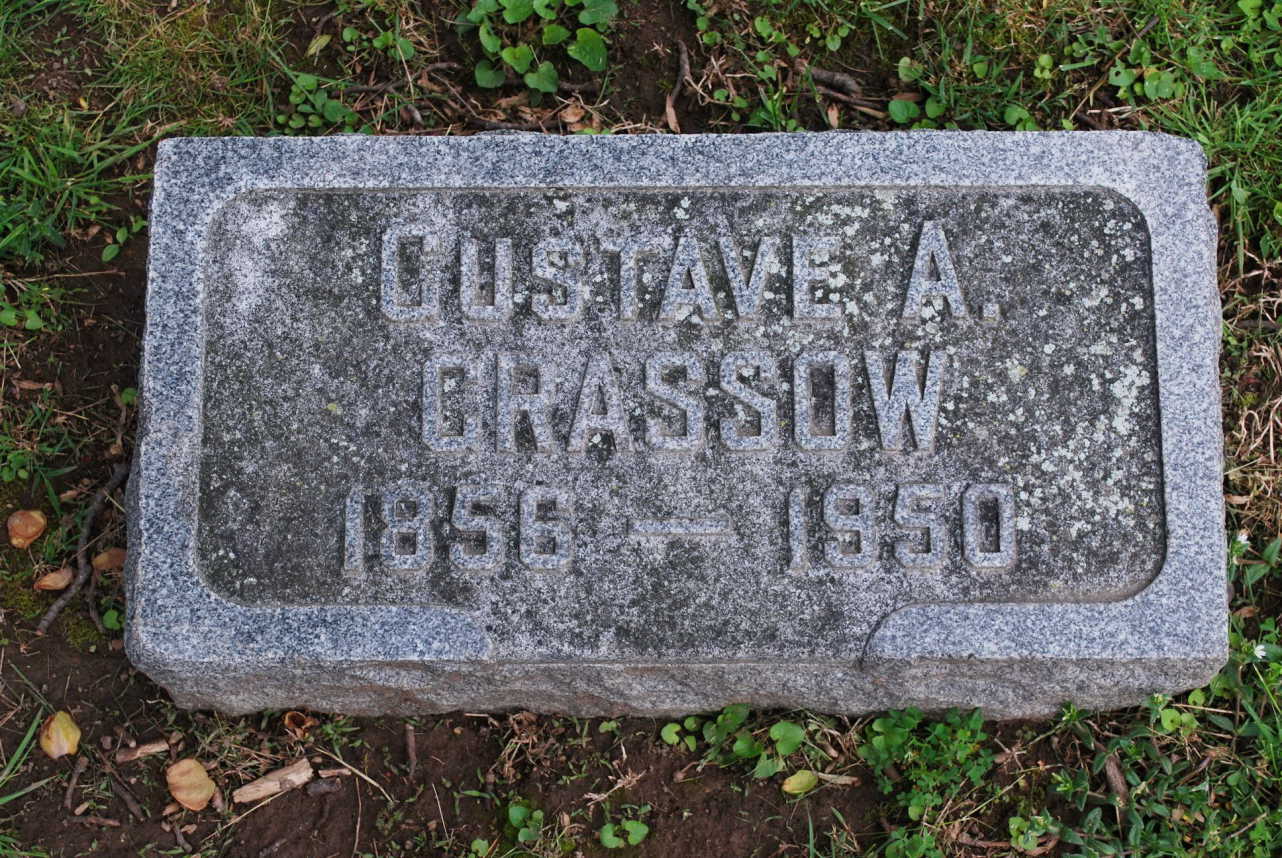 GUSTAVE A.
GRASSOW
1856 — 1950